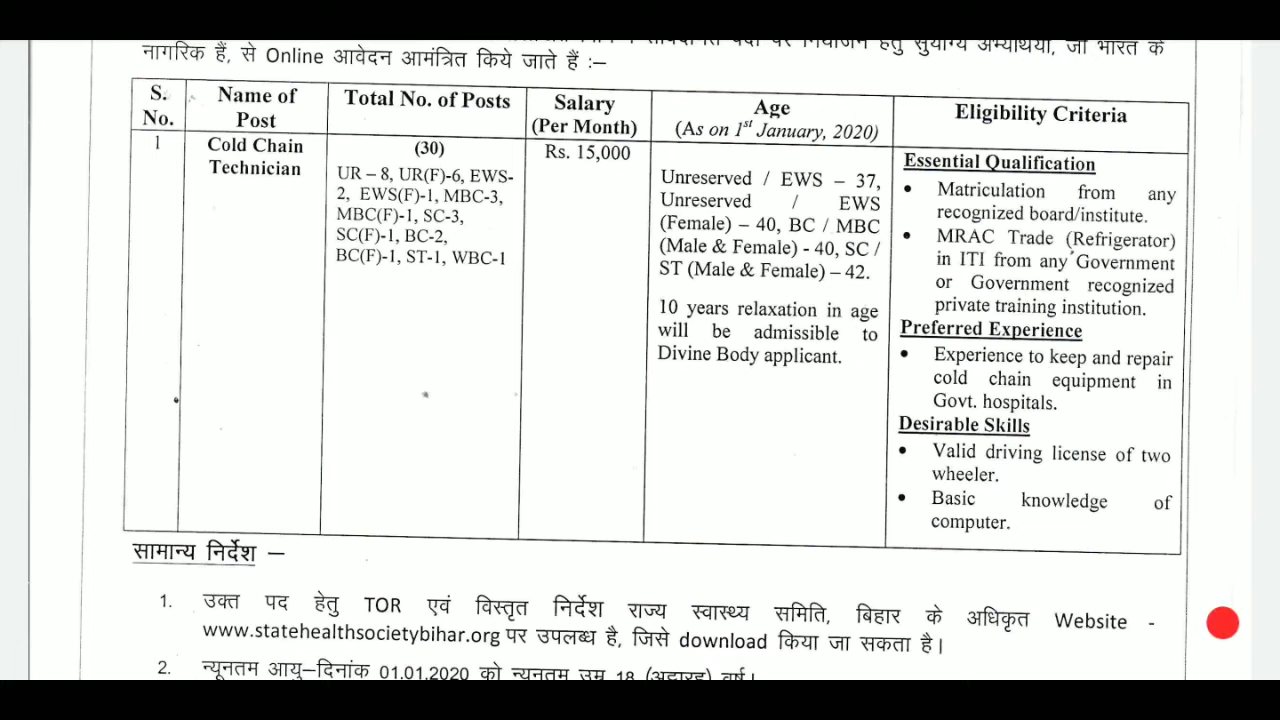 नागरिक हैं, से Online आवेदन आमंत्रित किये जाते हैं :–
S. No.
Name of Post
Total No. of Posts
Salary (Per Month)
Age
(As on 1st January, 2020)
Eligibility Criteria
1
Cold Chain
Technician
(30)
UR – 8, UR(F)-6, EWS-
2, EWS(F)-1, MBC-3,
MBC(F)-1, SC-3,
SC(F)-1, BC-2,
BC(F)-1, ST-1, WBC-1
Rs. 15,000
Unreserved / EWS – 37,
Unreserved / EWS
(Female) – 40, BC / MBC
(Male & Female) - 40, SC /
ST (Male & Female) – 42.
10 years relaxation in age
will be admissible to
Divine Body applicant.
Essential Qualification
• Matriculation from any
recognized board/institute.
• MRAC Trade (Refrigerator)
in ITI from any Government
or Government recognized
private training institution.
Preferred Experience
• Experience to keep and repair
cold chain equipment in
Govt. hospitals.
Desirable Skills
• Valid driving license of two
wheeler.
• Basic knowledge of
computer.
सामान्य निर्देश –
1. उक्त पद हेतु TOR एवं विस्तृत निर्देश राज्य स्वास्थ्य समिति, बिहार के अधिकृत Website -
www.statehealthsocietybihar.org पर उपलब्ध है, जिसे download किया जा सकता है।
2. न्यूनतम आयु–दिनांक 01.01.2020 को न्यूनतम उम्र 18 (अठारह) वर्ष।